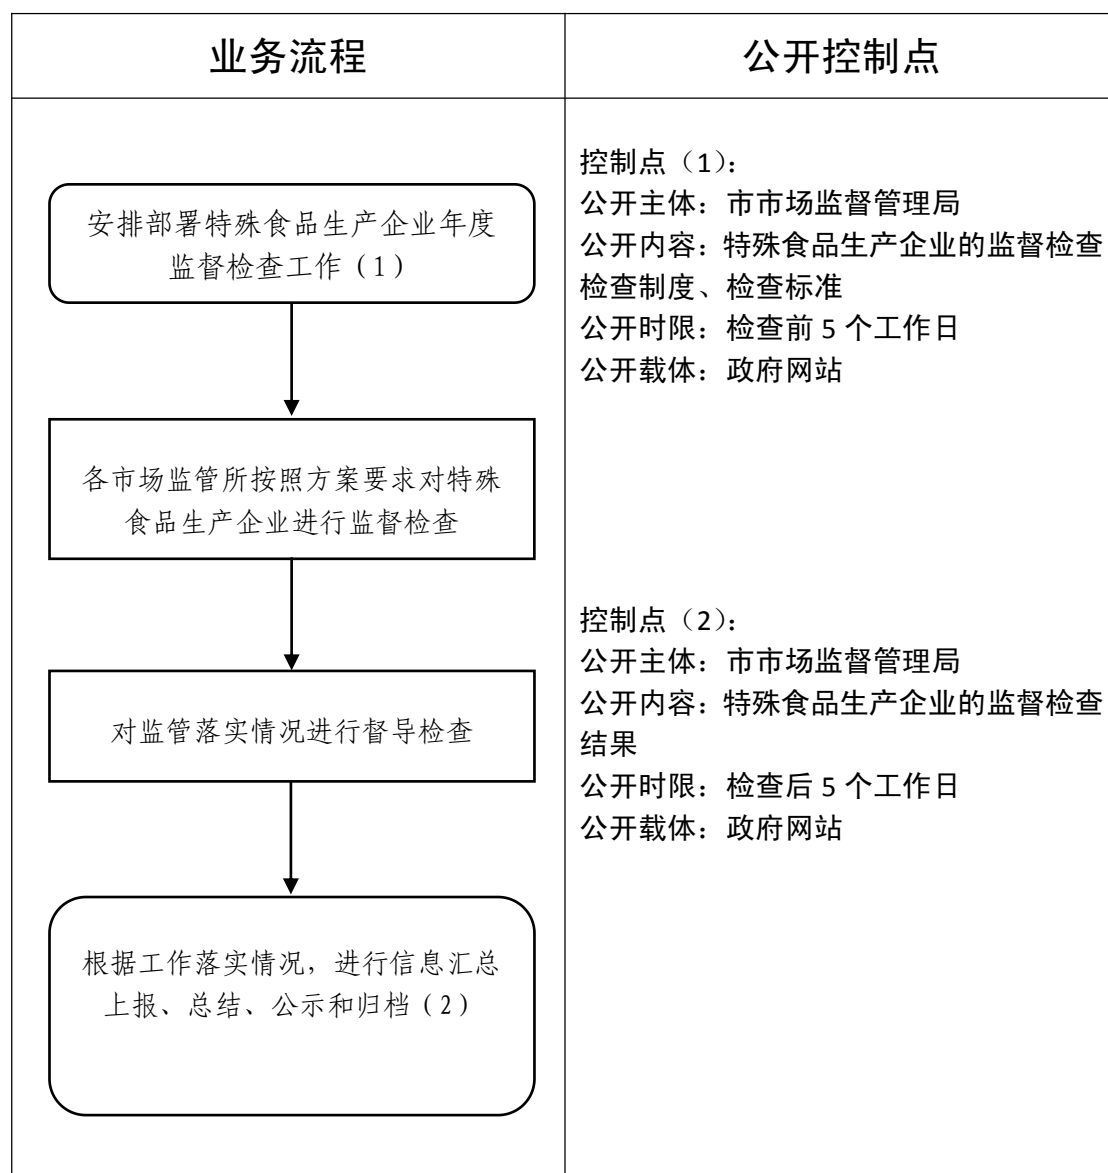 业务流程
公开控制点
安排部署特殊食品生产企业年度
监督检查工作（1）
各市场监管所按照方案要求对特殊
食品生产企业进行监督检查
对监管落实情况进行督导检查
根据工作落实情况，进行信息汇总
上报、总结、公示和归档（2）
控制点（1）：
公开主体：市市场监督管理局
公开内容：特殊食品生产企业的监督检查
检查制度、检查标准
公开时限：检查前 5 个工作日
公开载体：政府网站
控制点（2）：
公开主体：市市场监督管理局
公开内容：特殊食品生产企业的监督检查
结果
公开时限：检查后 5 个工作日
公开载体：政府网站